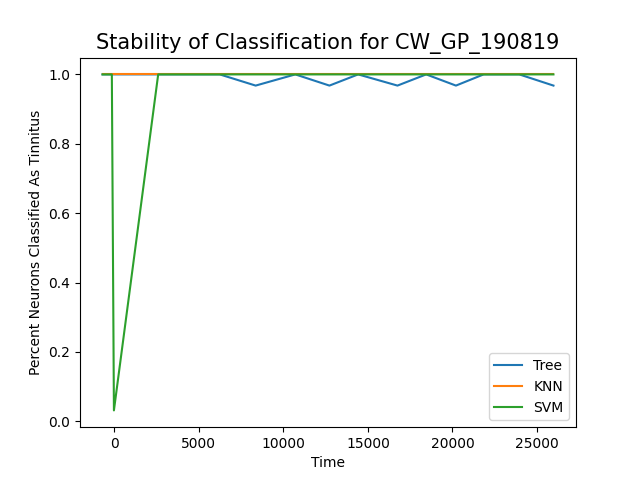 Stability of Classification for CW_GP_190819
Percent Neurons Classified As Tinnitus
1.0
0.8
0.6
0.4
0.2
0.0
Tree
KNN
SVM
0 5000 10000 15000 20000 25000
Time